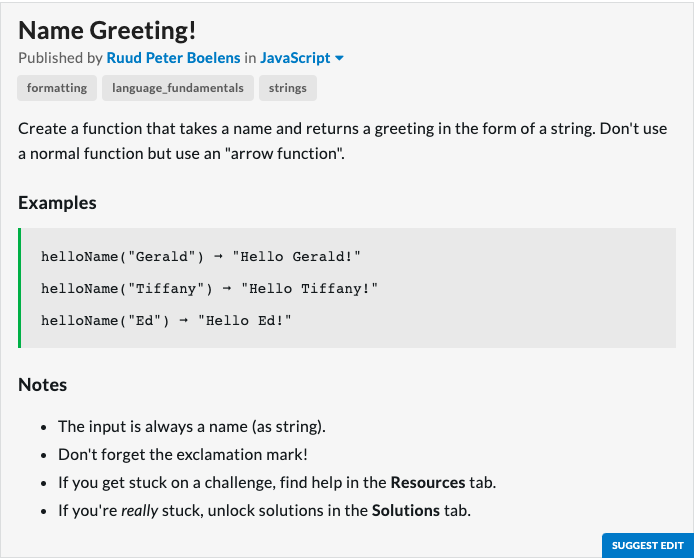 Name Greeting!
Published by Ruud Peter Boelens in JavaScript
formatting language_fundamentals strings
Create a function that takes a name and returns a greeting in the form of a string. Don't use
a normal function but use an "arrow function".
Examples
helloName("Gerald") → "Hello Gerald!"
helloName("Tiffany") → "Hello Tiffany!"
helloName("Ed") → "Hello Ed!"
Notes
• The input is always a name (as string).
• Don't forget the exclamation mark!
• If you get stuck on a challenge, find help in the Resources tab.
• If you're really stuck, unlock solutions in the Solutions tab.
SUGGEST EDIT